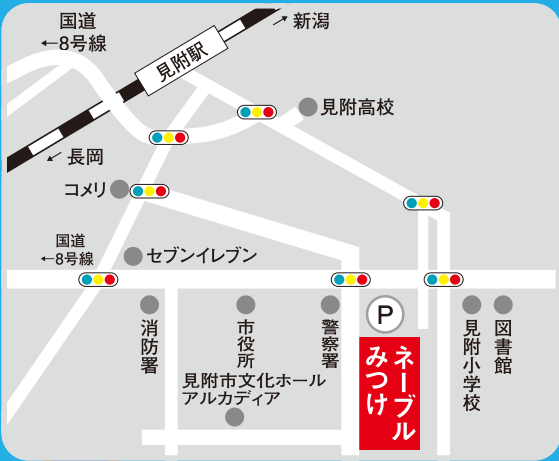 国道
←8号線
新潟
見附駅
見附高校
長岡
コメリ
国道
←8号線
セブンイレブン
P
消防署
市役所
警察署
見附小学校
図書館
見附市文化ホール
アルカディア
ネーブル
みつけ